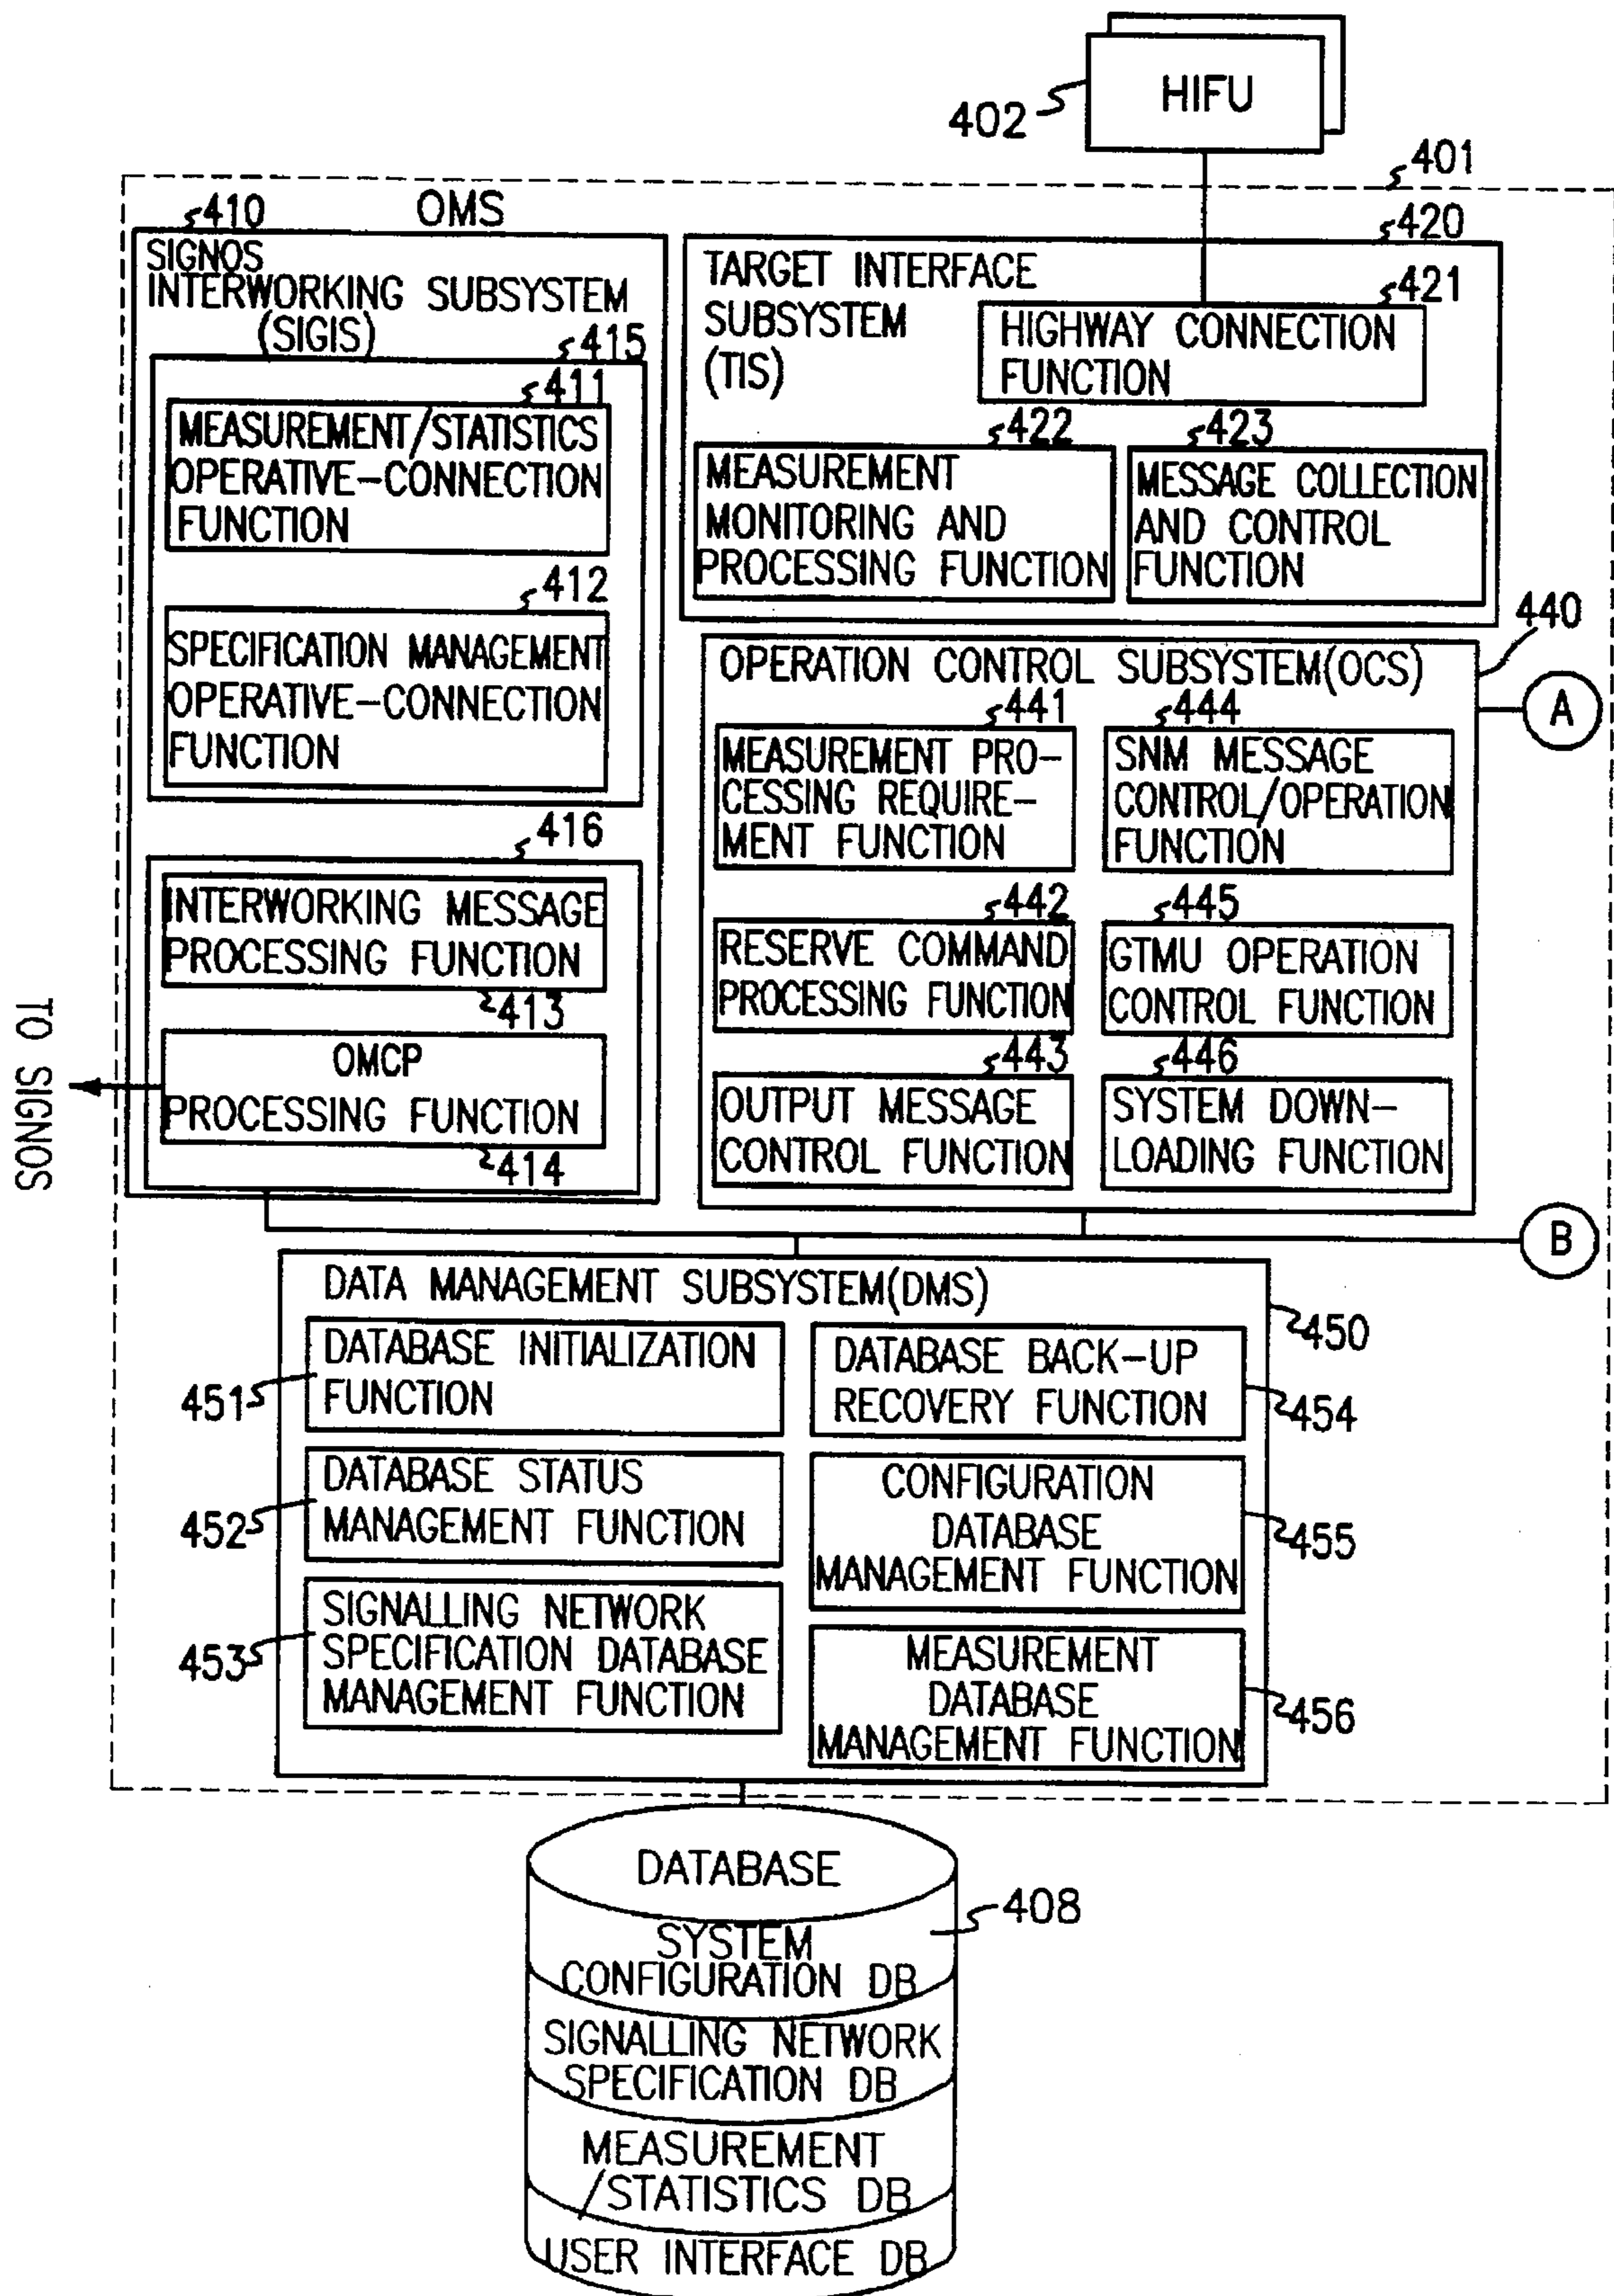 HIFU
402
401
OMS
410
SIGNOS
INTERWORKING SUBSYSTEM
(SIGIS)
415
411
MEASUREMENT/STATISTICS
OPERATIVE-CONNECTION
FUNCTION
412
SPECIFICATION MANAGEMENT
OPERATIVE-CONNECTION
FUNCTION
416
INTERWORKING MESSAGE
PROCESSING FUNCTION
413
OMCP
PROCESSING FUNCTION
414
TO SIGNOS
420
TARGET INTERFACE
SUBSYSTEM
(TIS)
421
HIGHWAY CONNECTION
FUNCTION
422
MEASUREMENT
MONITORING AND
PROCESSING FUNCTION
423
MESSAGE COLLECTION
AND CONTROL
FUNCTION
440
OPERATION CONTROL SUBSYSTEM(OCS)
A
441
MEASUREMENT PRO-
CESSING REQUIRE-
MENT FUNCTION
444
SNM MESSAGE
CONTROL/OPERATION
FUNCTION
442
RESERVE COMMAND
PROCESSING FUNCTION
445
GTMU OPERATION
CONTROL FUNCTION
443
OUTPUT MESSAGE
CONTROL FUNCTION
446
SYSTEM DOWN-
LOADING FUNCTION
B
DATA MANAGEMENT SUBSYSTEM(DMS)
450
DATABASE INITIALIZATION
FUNCTION
451
DATABASE BACK-UP
RECOVERY FUNCTION
454
DATABASE STATUS
MANAGEMENT FUNCTION
452
CONFIGURATION
DATABASE
MANAGEMENT FUNCTION
455
SIGNALLING NETWORK
SPECIFICATION DATABASE
MANAGEMENT FUNCTION
453
MEASUREMENT
DATABASE
MANAGEMENT FUNCTION
456
DATABASE
408
SYSTEM
CONFIGURATION DB
SIGNALLING NETWORK
SPECIFICATION DB
MEASUREMENT
/STATISTICS DB
USER INTERFACE DB